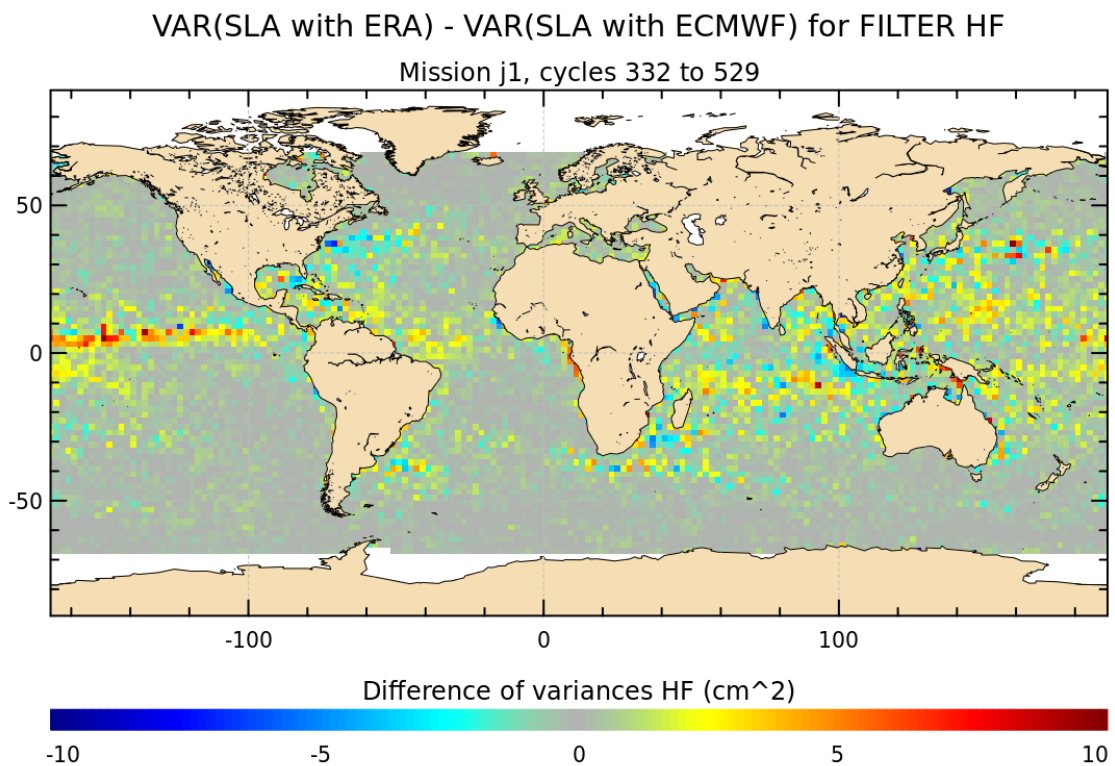 VAR(SLA with ERA) - VAR(SLA with ECMWF) for FILTER HF
Mission j1, cycles 332 to 529
50
0
-50
-100 0 100
Difference of variances HF (cm^2)
-10 -5 0 5 10